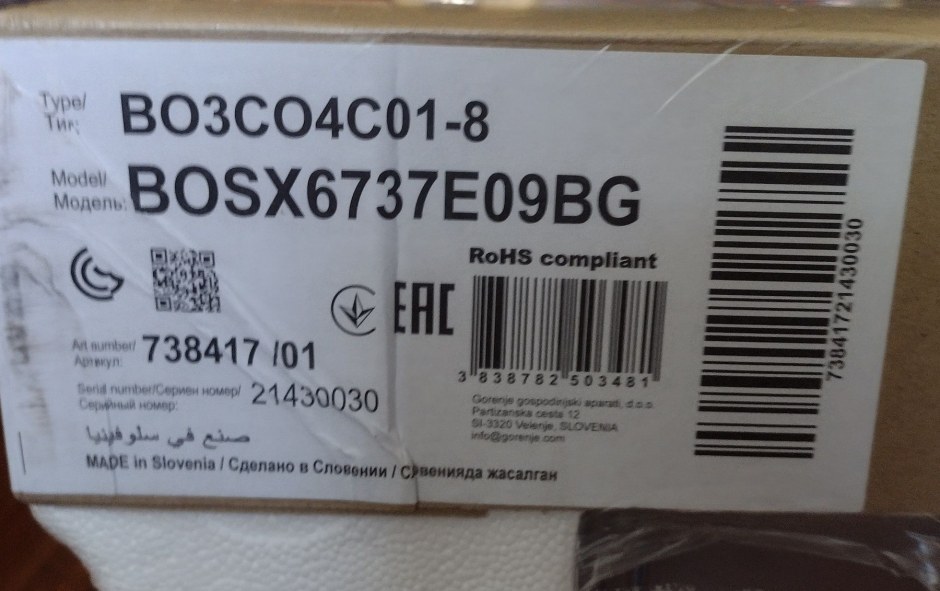 Type/
Тип:
BO3CO4C01-8
Model/
Модель:
BOSX6737E09BG
RoHS compliant
EAC
Art number/
Артикул:
738417 /01
3 838782 503481
Serial number/Сериен номер/
Серийный номер:
21430030
Gorenje gospodinjski aparati, d.o.o.
Partizanska cesta 12
SI-3320 Velenje, SLOVENIA
info@gorenje.com
صنع في سلوفينيا
MADE in Slovenia / Сделано в Словении / Словенияда жасалған
73841721430030